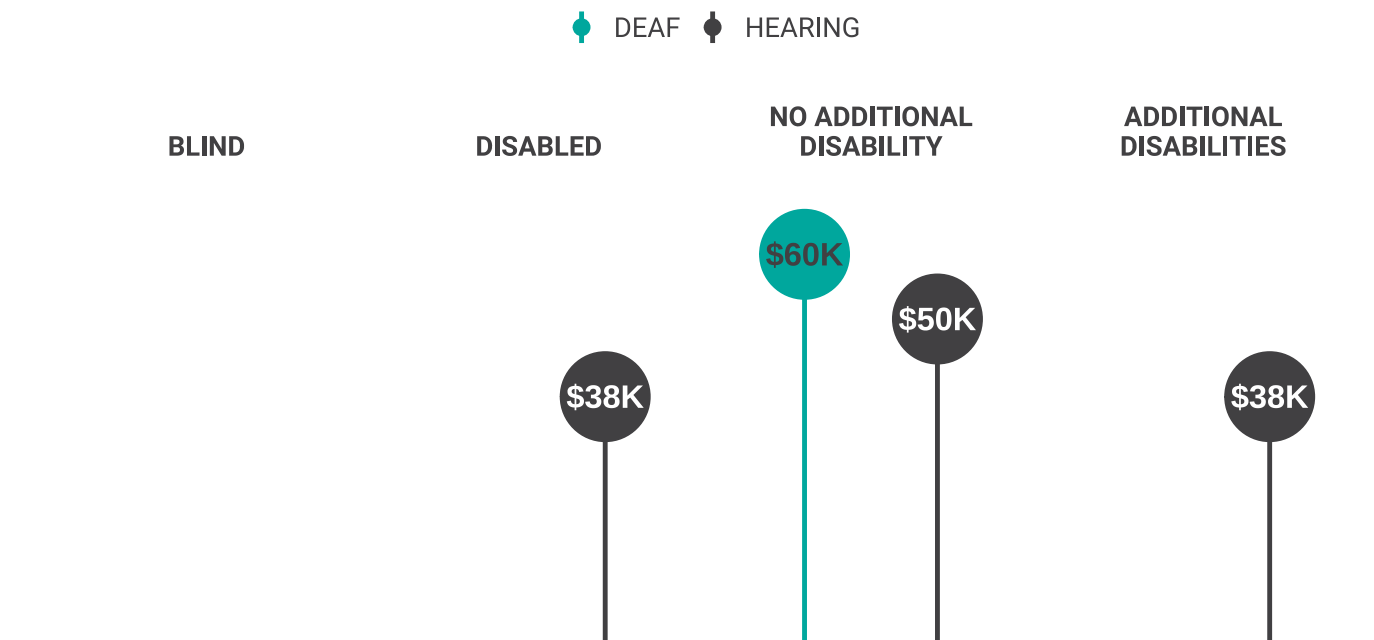 DEAF HEARING
BLIND
DISABLED
NO ADDITIONAL
DISABILITY
ADDITIONAL
DISABILITIES
$60K
$50K
$38K
$38K